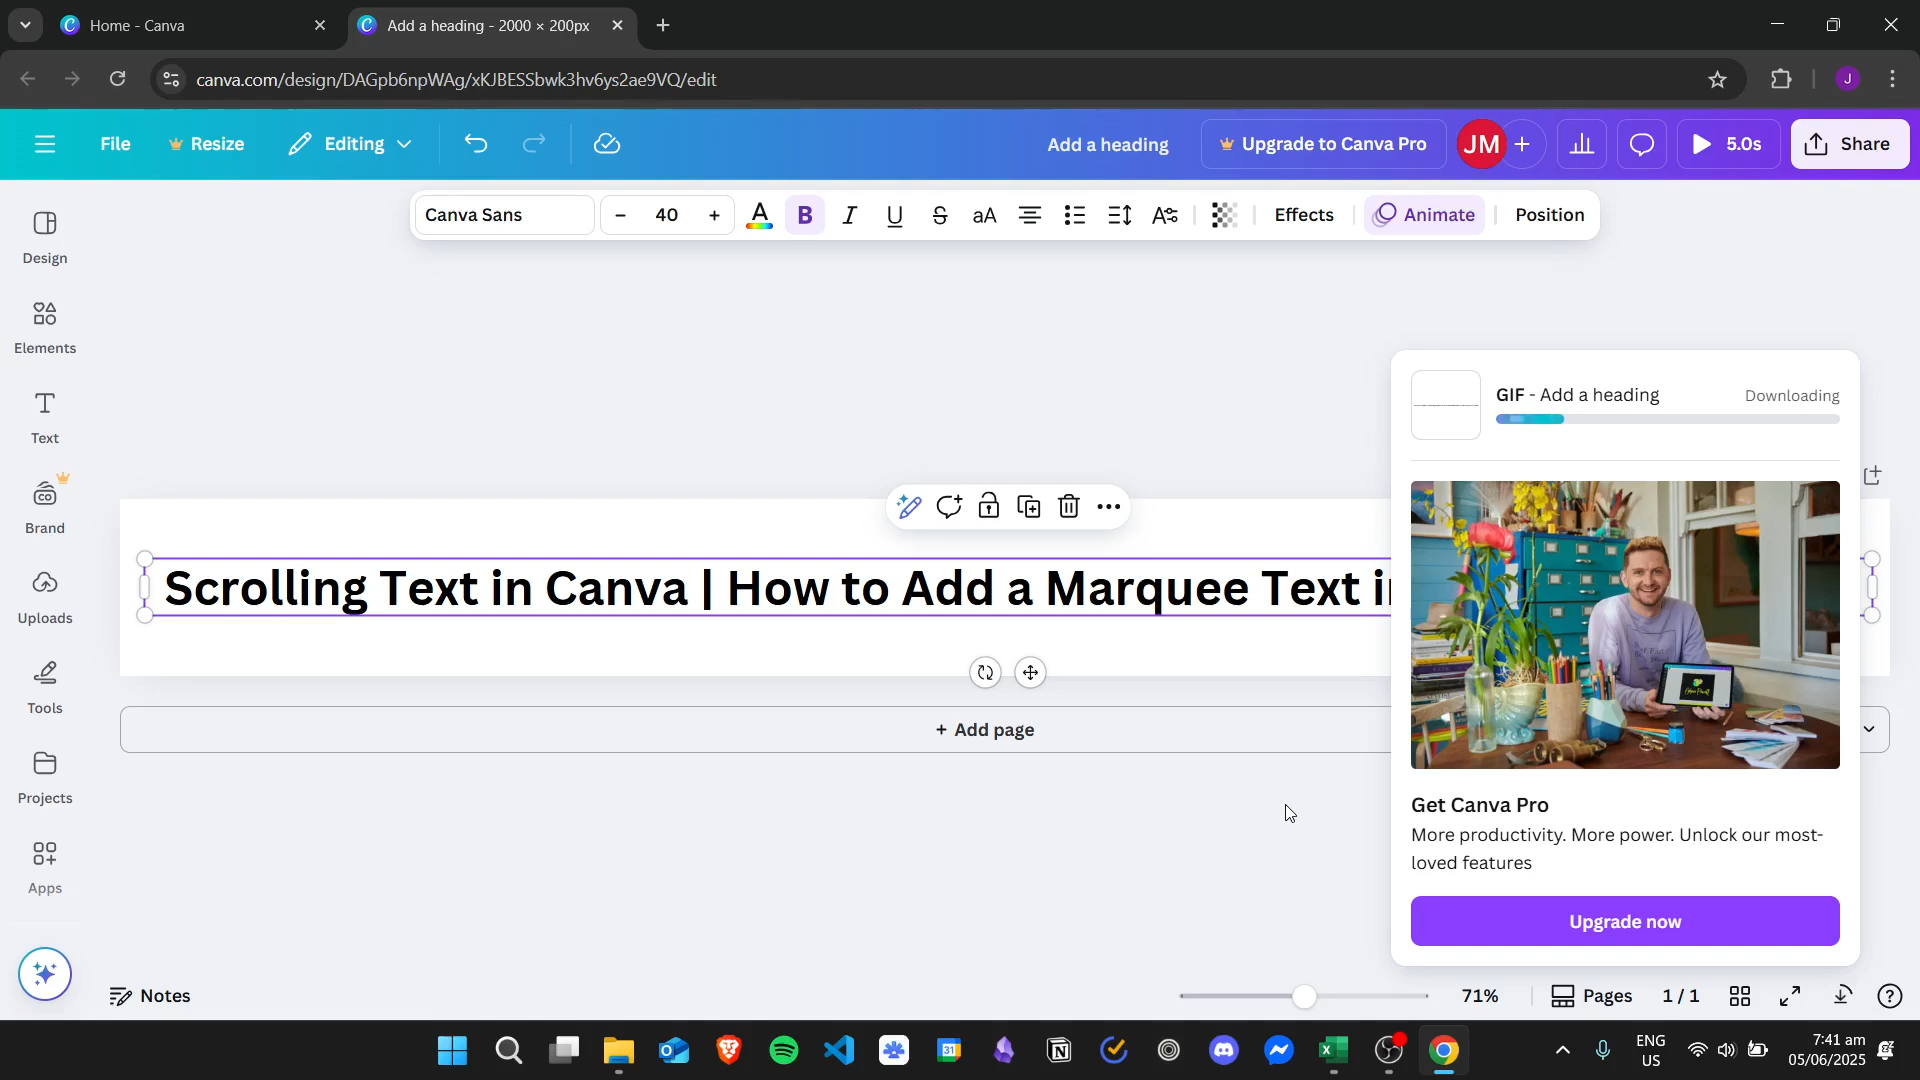 Home - Canva
Add a heading - 2000 × 200px
canva.com/design/DAGpb6npWAg/xKJBESSbwk3hv6ys2ae9VQ/edit
J
File
Resize
Editing
Add a heading
Upgrade to Canva Pro
JM
5.0s
Share
Canva Sans
40
A
B
I
U
S
aA
Effects
Animate
Position
Design
Elements
Text
Brand
Uploads
Tools
Projects
Apps
GIF - Add a heading
Downloading
Scrolling Text in Canva | How to Add a Marquee Text i
+ Add page
Get Canva Pro
More productivity. More power. Unlock our most-
loved features
Upgrade now
Notes
71%
Pages
1 / 1
ENG
US
7:41 am
05/06/2025